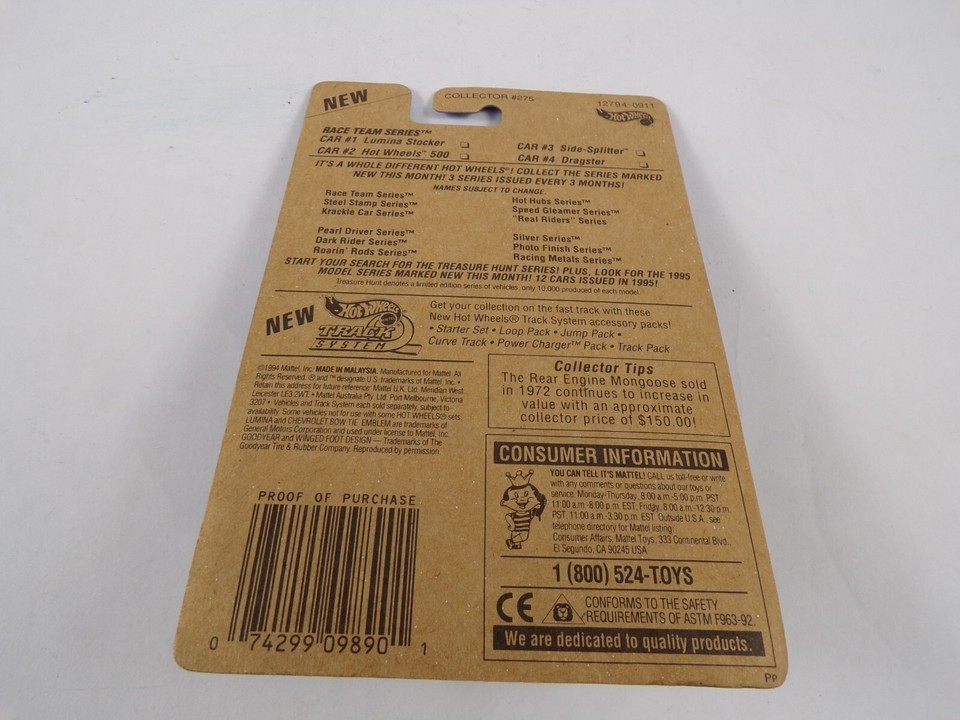 NEW
COLLECTOR #275
12794-0911
HOT WHEELS
RACE TEAM SERIES™
CAR #1 Lumina Stocker
CAR #2 Hot Wheels™ 500
CAR #3 Side-Splitter™
CAR #4 Dragster
IT'S A WHOLE DIFFERENT HOT WHEELS®! COLLECT THE SERIES MARKED
NEW THIS MONTH! 3 SERIES ISSUED EVERY 3 MONTHS!
NAMES SUBJECT TO CHANGE
Race Team Series™
Steel Stamp Series™
Krackle Car Series™
Hot Hubs Series™
Speed Gleamer Series™
"Real Riders" Series
Pearl Driver Series™
Dark Rider Series™
Roarin' Rods Series™
Silver Series™
Photo Finish Series™
Racing Metals Series™
START YOUR SEARCH FOR THE TREASURE HUNT SERIES! PLUS, LOOK FOR THE 1995
MODEL SERIES MARKED NEW THIS MONTH! 12 CARS ISSUED IN 1995!
Treasure Hunt denotes a limited edition series of vehicles, only 10,000 produced of each model.
NEW
HOT WHEELS
TRACK
SYSTEM
Get your collection on the fast track with these
New Hot Wheels® Track System accessory packs!
• Starter Set • Loop Pack • Jump Pack •
Curve Track • Power Charger™ Pack • Track Pack
©1994 Mattel, Inc. MADE IN MALAYSIA. Manufactured for Mattel. All
Rights Reserved. ® and ™ designate U.S. trademarks of Mattel, Inc. •
Retain this address for future reference: Mattel U.K. Ltd. Meridian West
Leicester LE3 2WT. • Mattel Australia Pty. Ltd. Port Melbourne, Victoria
3207 • Vehicles and Track System each sold separately, subject to
availability. Some vehicles not for use with some HOT WHEELS® sets.
LUMINA and CHEVROLET BOW TIE EMBLEM are trademarks of
General Motors Corporation and used under license to Mattel, Inc.
GOODYEAR and WINGED FOOT DESIGN — Trademarks of The
Goodyear Tire & Rubber Company. Reproduced by permission.
Collector Tips
The Rear Engine Mongoose sold
in 1972 continues to increase in
value with an approximate
collector price of $150.00!
CONSUMER INFORMATION
YOU CAN TELL IT'S MATTEL! CALL us toll-free or write
with any comments or questions about our toys or
service: Monday-Thursday, 8:00 a.m.-5:00 p.m. PST,
11:00 a.m.-8:00 p.m. EST; Friday, 8:00 a.m.-12:30 p.m.
PST, 11:00 a.m.-3:30 p.m. EST. Outside U.S.A., see
telephone directory for Mattel listing.
Consumer Affairs, Mattel Toys, 333 Continental Blvd.,
El Segundo, CA 90245 USA
1 (800) 524-TOYS
CE
CONFORMS TO THE SAFETY
REQUIREMENTS OF ASTM F963-92
We are dedicated to quality products.
PROOF OF PURCHASE
0 74299 09890 1
Pp